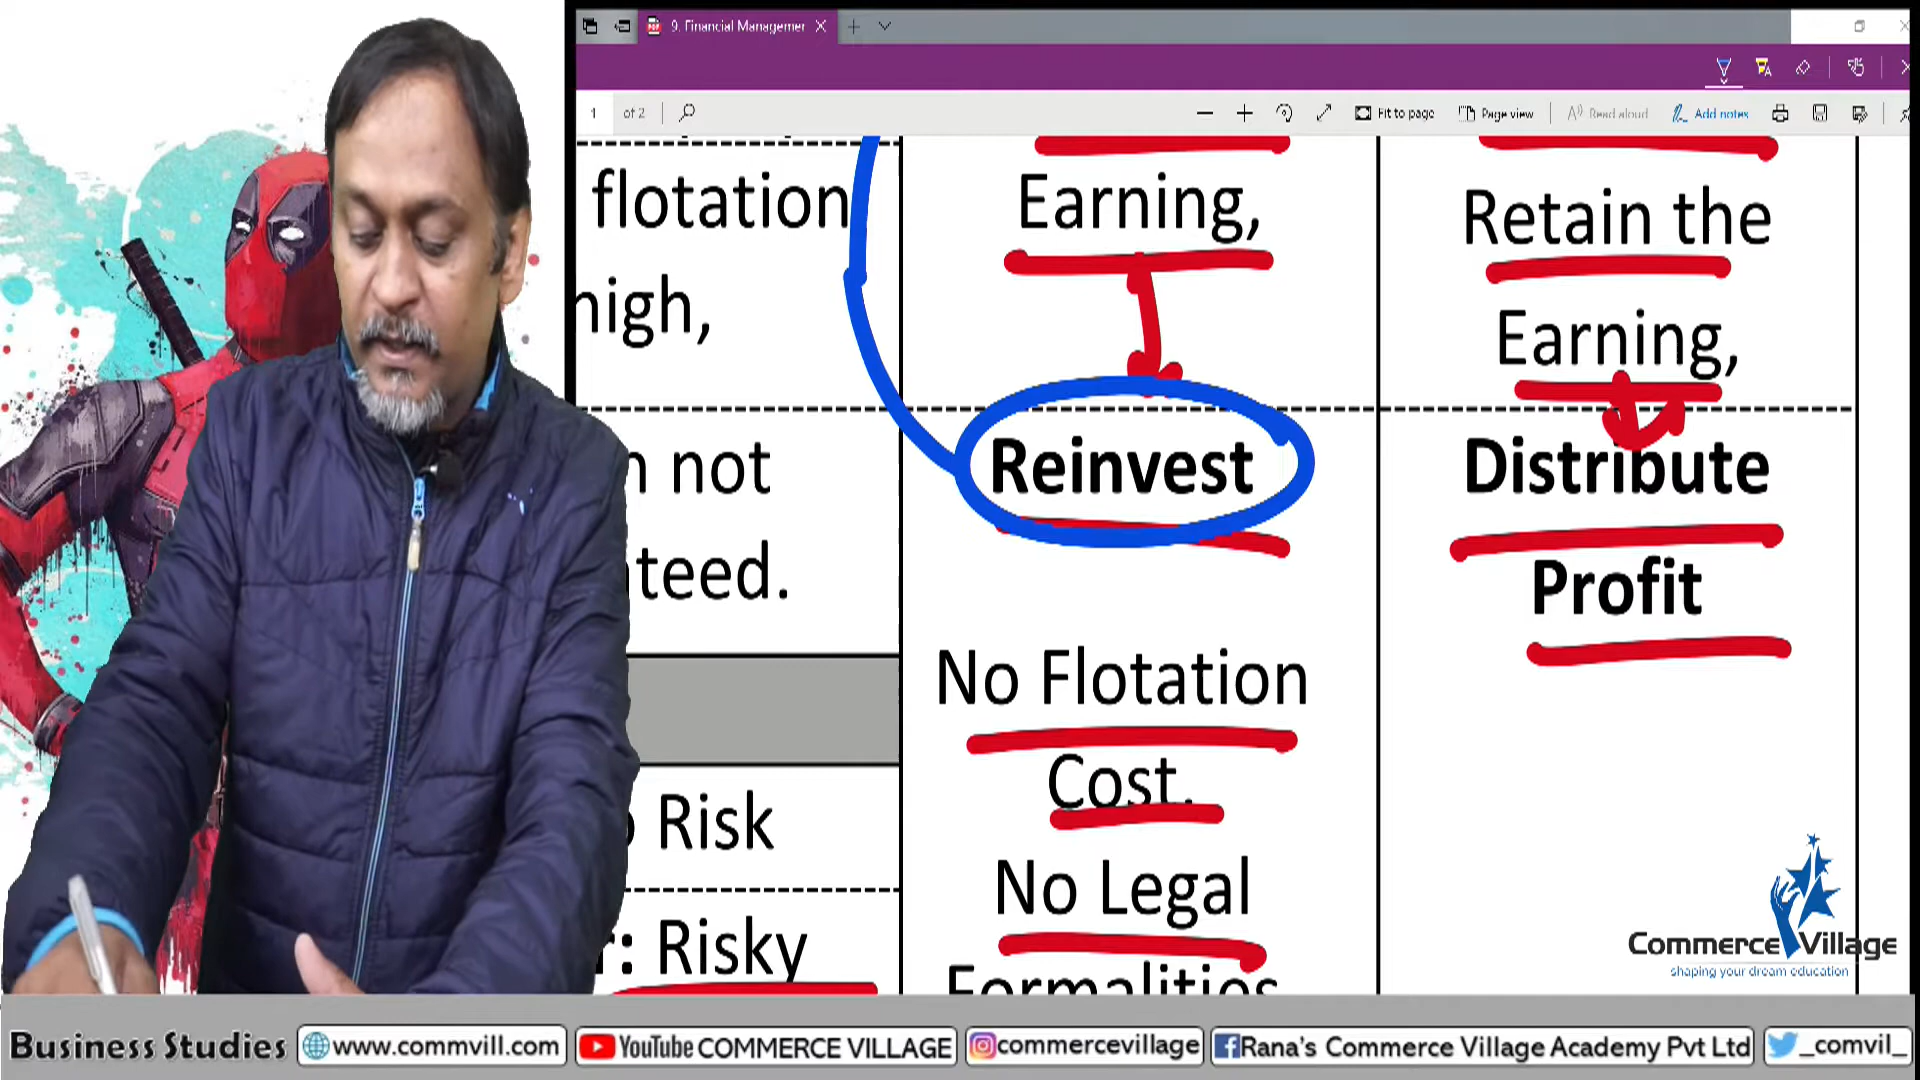 9. Financial Managemer
1 of 2
Fit to page
Page view
Read aloud
Add notes
flotation
high,
not
teed.
Risk
r: Risky
Earning,
Reinvest
No Flotation
Cost.
No Legal
Formalities
Retain the
Earning,
Distribute
Profit
Commerce Village
shaping your dream education
Business Studies
www.commvill.com
YouTube COMMERCE VILLAGE
commercevillage
Rana's Commerce Village Academy Pvt Ltd
_comvil_